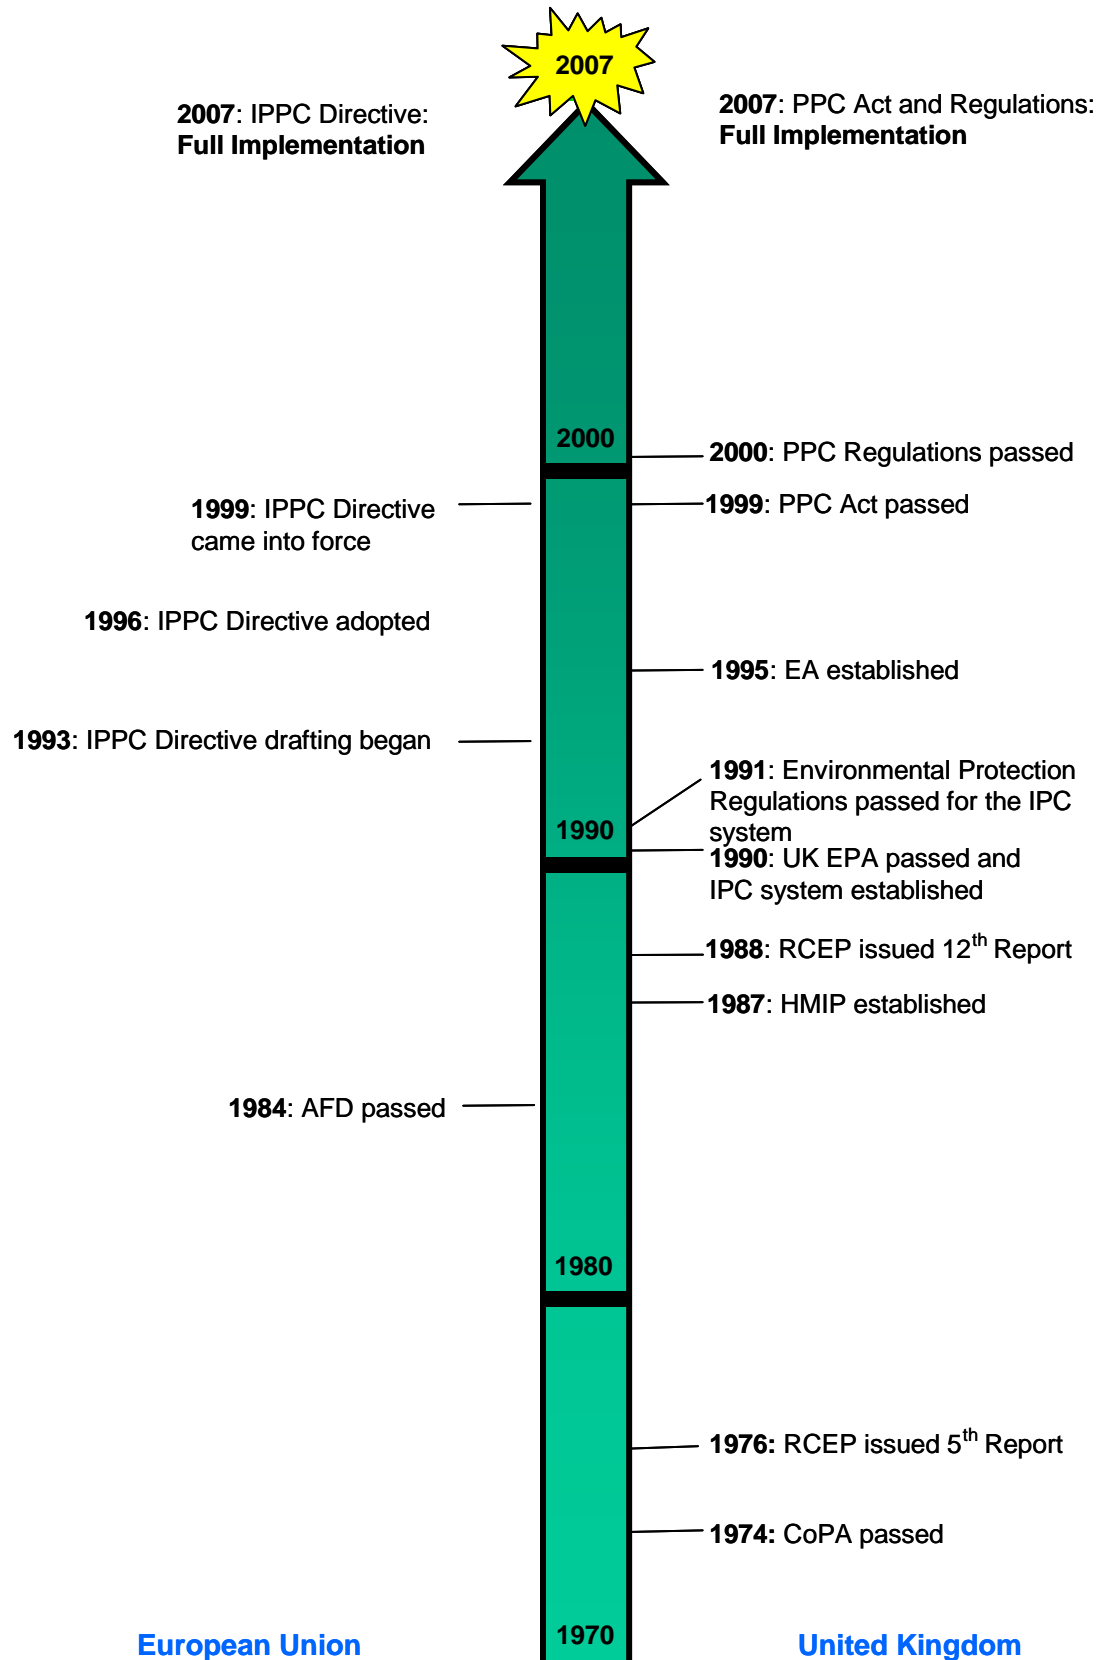 2007
2007: IPPC Directive:
Full Implementation
2007: PPC Act and Regulations:
Full Implementation
2000
2000: PPC Regulations passed
1999: IPPC Directive
came into force
1999: PPC Act passed
1996: IPPC Directive adopted
1995: EA established
1993: IPPC Directive drafting began
1991: Environmental Protection
Regulations passed for the IPC
system
1990
1990: UK EPA passed and
IPC system established
1988: RCEP issued 12th Report
1987: HMIP established
1984: AFD passed
1980
1976: RCEP issued 5th Report
1974: CoPA passed
1970
European Union
United Kingdom